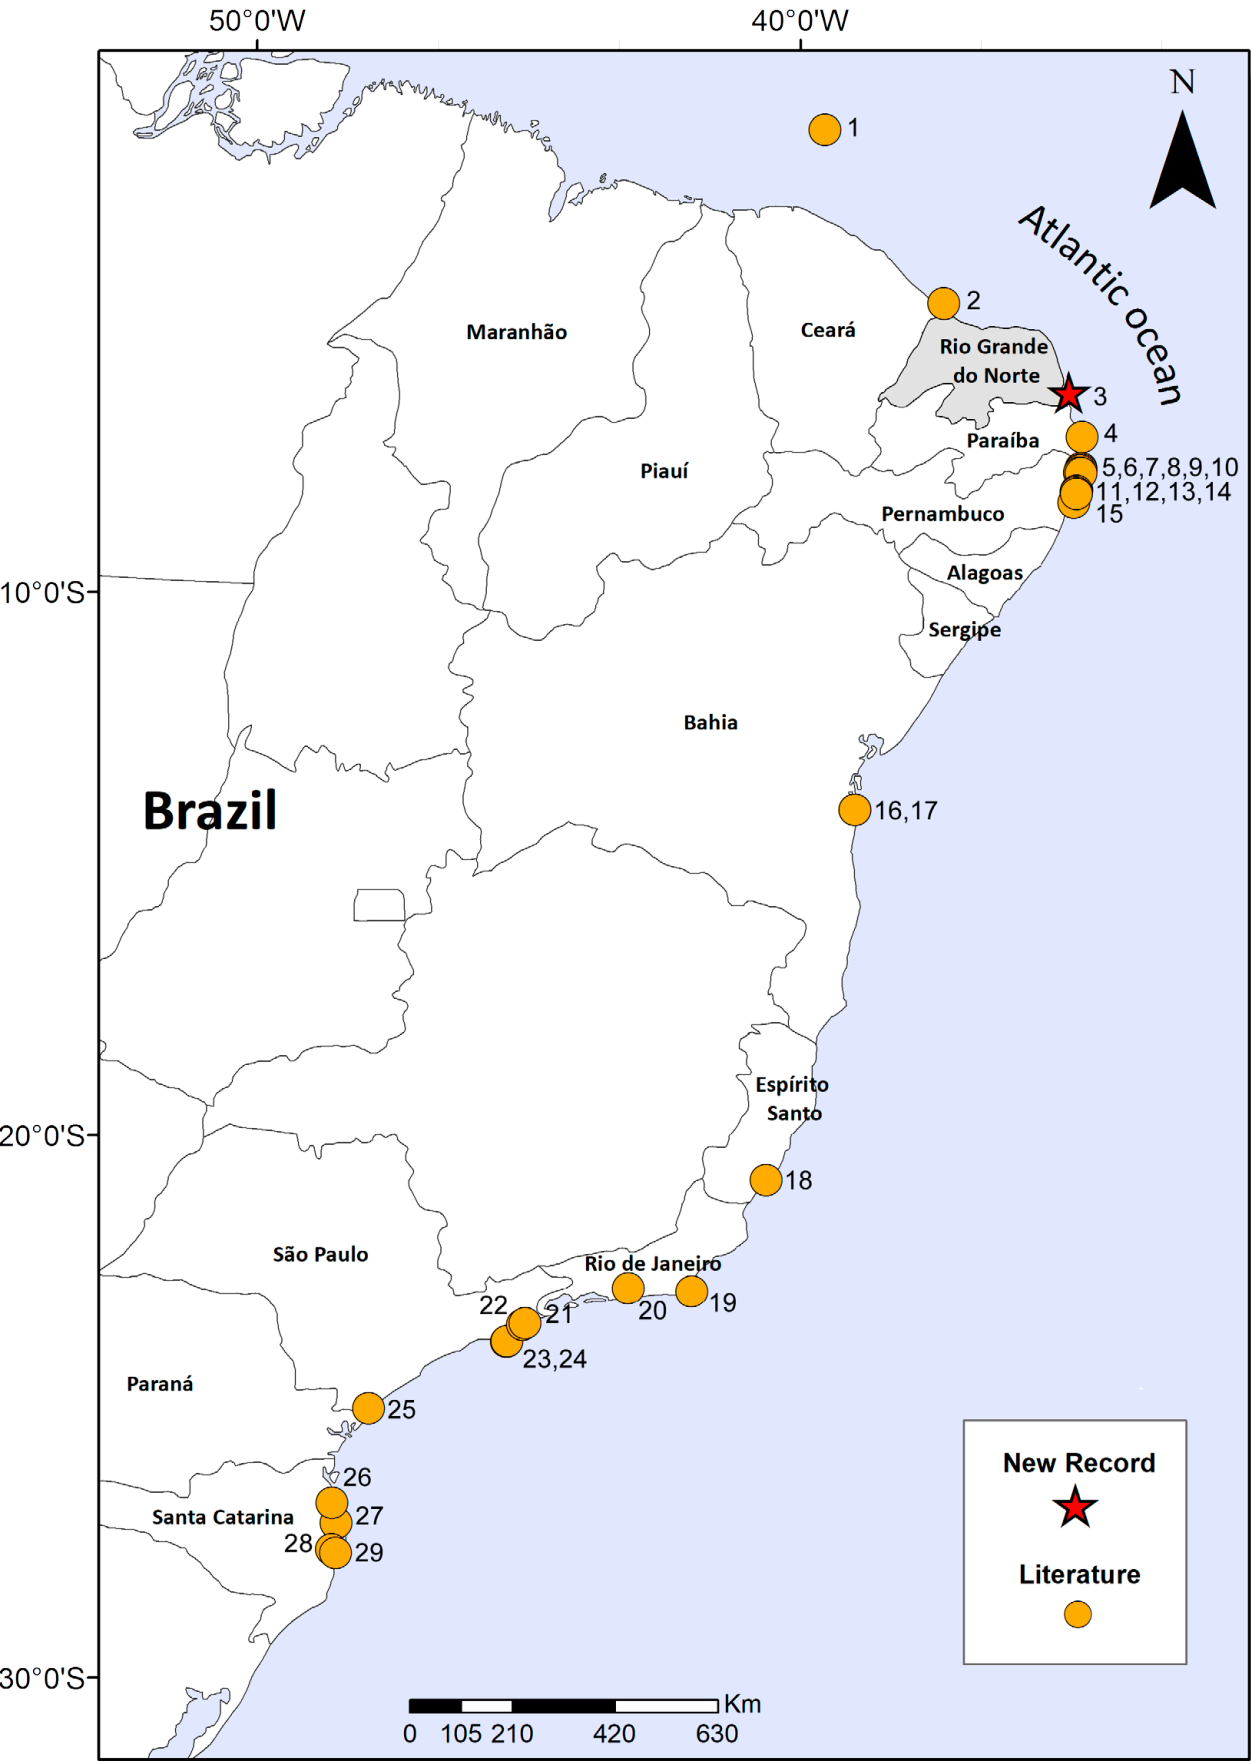 50°0'W
40°0'W
N
1
Atlantic ocean
2
Maranhão
Ceará
Rio Grande
do Norte
3
4
Paraíba
Piauí
5,6,7,8,9,10
11,12,13,14
15
Pernambuco
Alagoas
10°0'S
Sergipe
Bahia
Brazil
16,17
Espírito
Santo
20°0'S
18
São Paulo
Rio de Janeiro
22
21
20
19
23,24
Paraná
25
26
Santa Catarina
27
28
29
New Record
Literature
30°0'S
Km
0 105 210 420 630